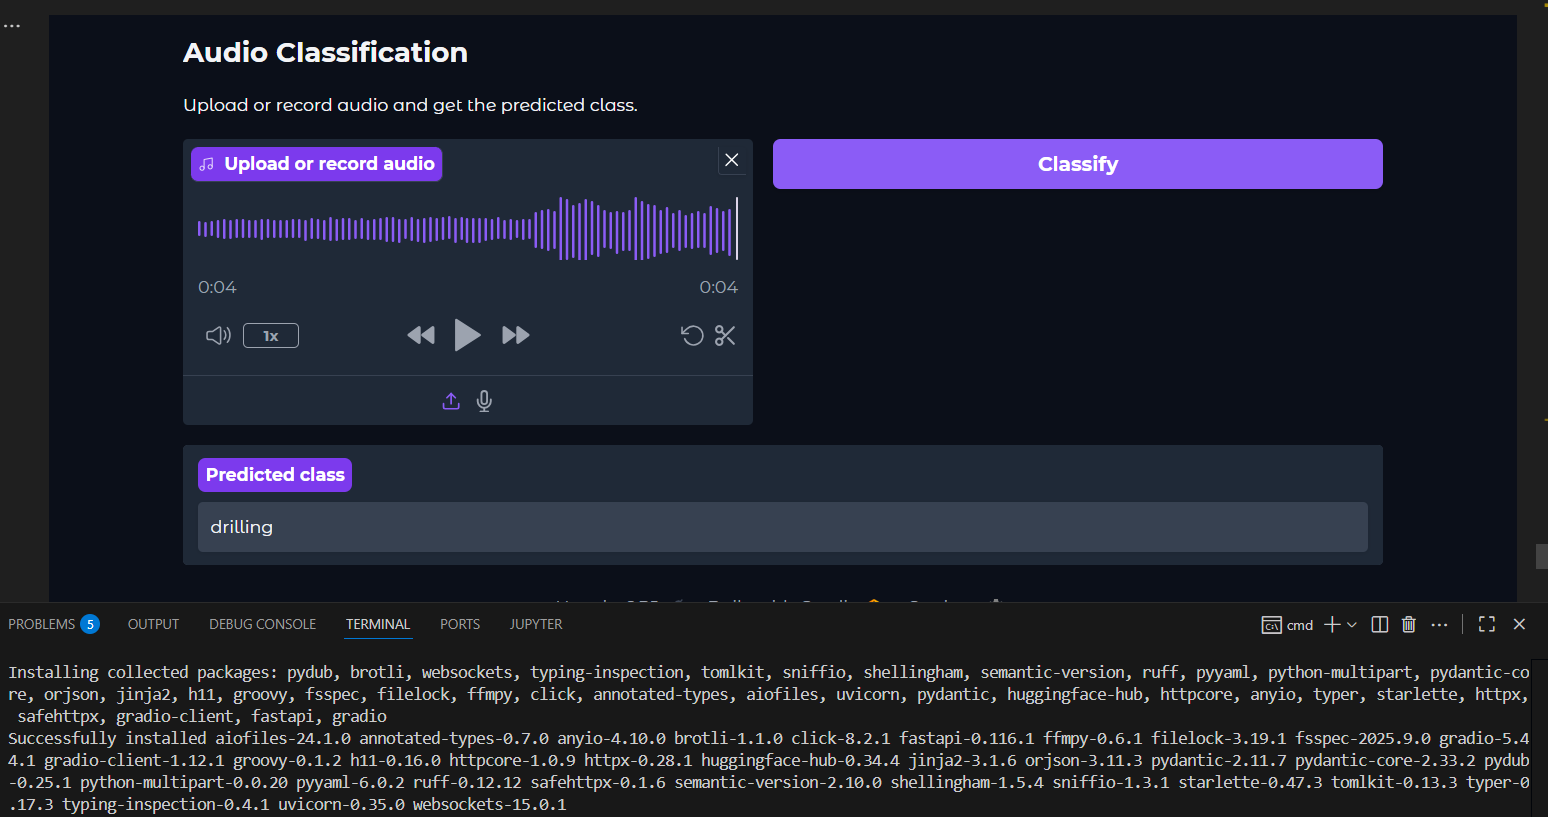 ...
Audio Classification
Upload or record audio and get the predicted class.
Upload or record audio
Classify
0:04
0:04
1x
Predicted class
drilling
PROBLEMS 5 OUTPUT DEBUG CONSOLE TERMINAL PORTS JUPYTER
cmd
Installing collected packages: pydub, brotli, websockets, typing-inspection, tomlkit, sniffio, shellingham, semantic-version, ruff, pyyaml, python-multipart, pydantic-co
re, orjson, jinja2, h11, groovy, fsspec, filelock, ffmpy, click, annotated-types, aiofiles, uvicorn, pydantic, huggingface-hub, httpcore, anyio, typer, starlette, httpx,
safehttpx, gradio-client, fastapi, gradio
Successfully installed aiofiles-24.1.0 annotated-types-0.7.0 anyio-4.10.0 brotli-1.1.0 click-8.2.1 fastapi-0.116.1 ffmpy-0.6.1 filelock-3.19.1 fsspec-2025.9.0 gradio-5.4
4.1 gradio-client-1.12.1 groovy-0.1.2 h11-0.16.0 httpcore-1.0.9 httpx-0.28.1 huggingface-hub-0.34.4 jinja2-3.1.6 orjson-3.11.3 pydantic-2.11.7 pydantic-core-2.33.2 pydub
-0.25.1 python-multipart-0.0.20 pyyaml-6.0.2 ruff-0.12.12 safehttpx-0.1.6 semantic-version-2.10.0 shellingham-1.5.4 sniffio-1.3.1 starlette-0.47.3 tomlkit-0.13.3 typer-0
.17.3 typing-inspection-0.4.1 uvicorn-0.35.0 websockets-15.0.1